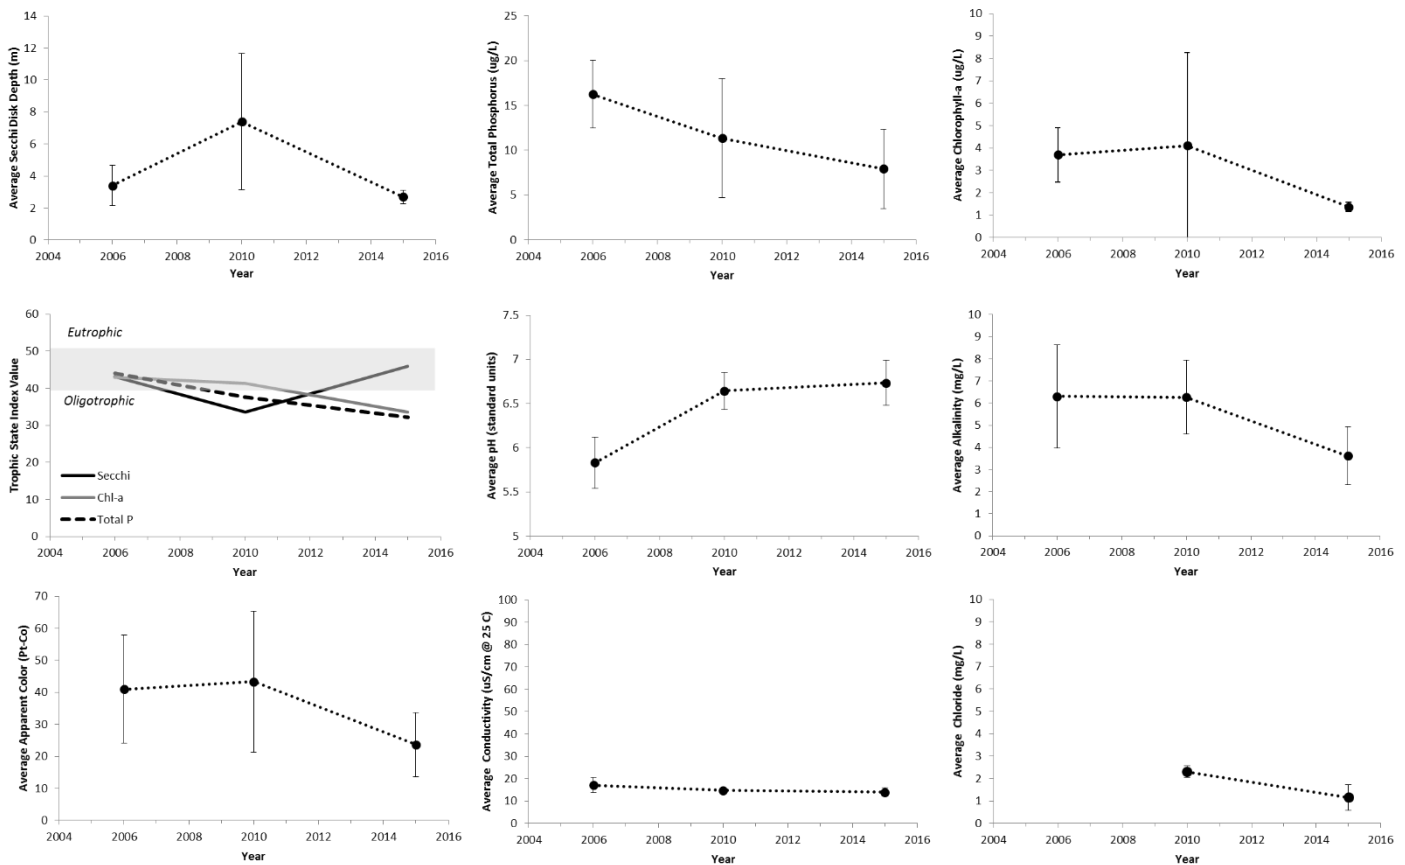 Average Secchi Disk Depth (m)
14
12
10
8
6
4
2
0
2004 2006 2008 2010 2012 2014 2016
Year
Average Total Phosphorus (ug/L)
25
20
15
10
5
0
2004 2006 2008 2010 2012 2014 2016
Year
Average Chlorophyll-a (ug/L)
10
9
8
7
6
5
4
3
2
1
0
2004 2006 2008 2010 2012 2014 2016
Year
Trophic State Index Value
60
50
40
30
20
10
0
Eutrophic
Oligotrophic
Secchi
Chl-a
Total P
2004 2006 2008 2010 2012 2014 2016
Year
Average pH (standard units)
7.5
7
6.5
6
5.5
5
2004 2006 2008 2010 2012 2014 2016
Year
Average Alkalinity (mg/L)
10
9
8
7
6
5
4
3
2
1
0
2004 2006 2008 2010 2012 2014 2016
Year
Average Apparent Color (Pt-Co)
70
60
50
40
30
20
10
0
2004 2006 2008 2010 2012 2014 2016
Year
Average Conductivity (uS/cm @ 25 C)
100
90
80
70
60
50
40
30
20
10
0
2004 2006 2008 2010 2012 2014 2016
Year
Average Chloride (mg/L)
10
9
8
7
6
5
4
3
2
1
0
2004 2006 2008 2010 2012 2014 2016
Year